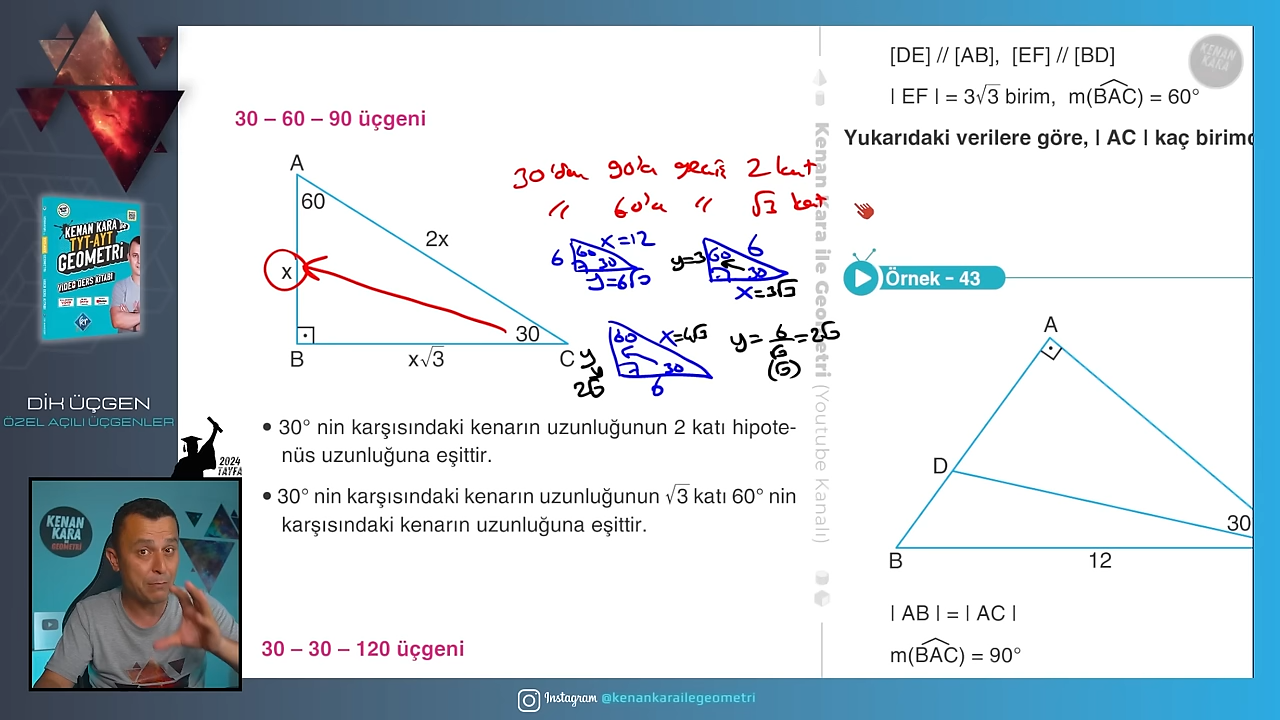 30 – 60 – 90 üçgeni
A
60
2x
x
30
B
x√3
C
30'dan 90'a geçiş 2 kat
" 60'a " √3 kat
x=12
6
60
30
y=6√3
6
y=3
60
30
x=3√3
60
x=4√3
y
30
2√3
6
y=6/√3=2√3
(√3)
• 30° nin karşısındaki kenarın uzunluğunun 2 katı hipote-
nüs uzunluğuna eşittir.
• 30° nin karşısındaki kenarın uzunluğunun √3 katı 60° nin
karşısındaki kenarın uzunluğuna eşittir.
30 – 30 – 120 üçgeni
Kenan Kara ile Geometri (Youtube Kanalı)
[DE] // [AB], [EF] // [BD]
| EF | = 3√3 birim, m(BAC) = 60°
Yukarıdaki verilere göre, | AC | kaç birimd
KENAN
KARA
Örnek – 43
A
D
30
B
12
| AB | = | AC |
m(BAC) = 90°
KENAN KARA
TYT-AYT
GEOMETRİ
VİDEO DERS KİTABI
DİK ÜÇGEN
ÖZEL AÇILI ÜÇGENLER
2024
TAYFA
KENAN
KARA
GEOMETRİ
Instagram @kenankarailegeometri